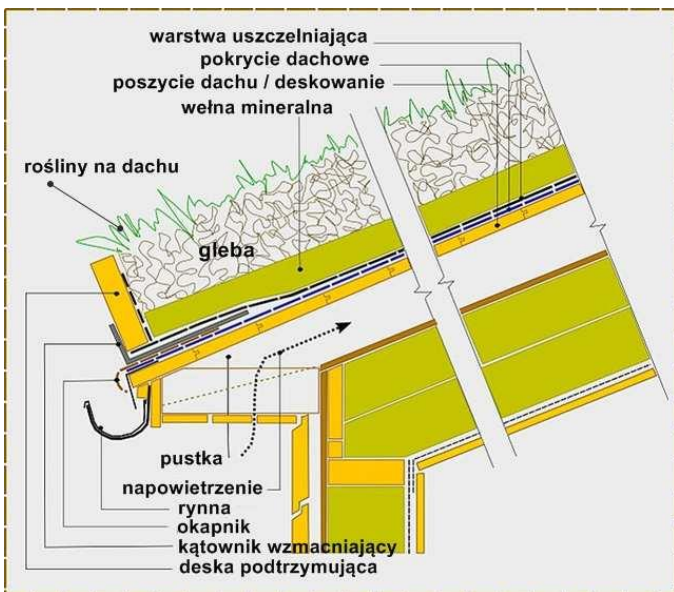 warstwa uszczelniająca
pokrycie dachowe
poszycie dachu / deskowanie
wełna mineralna
rośliny na dachu
gleba
pustka
napowietrzenie
rynna
okapnik
kątownik wzmacniający
deska podtrzymująca